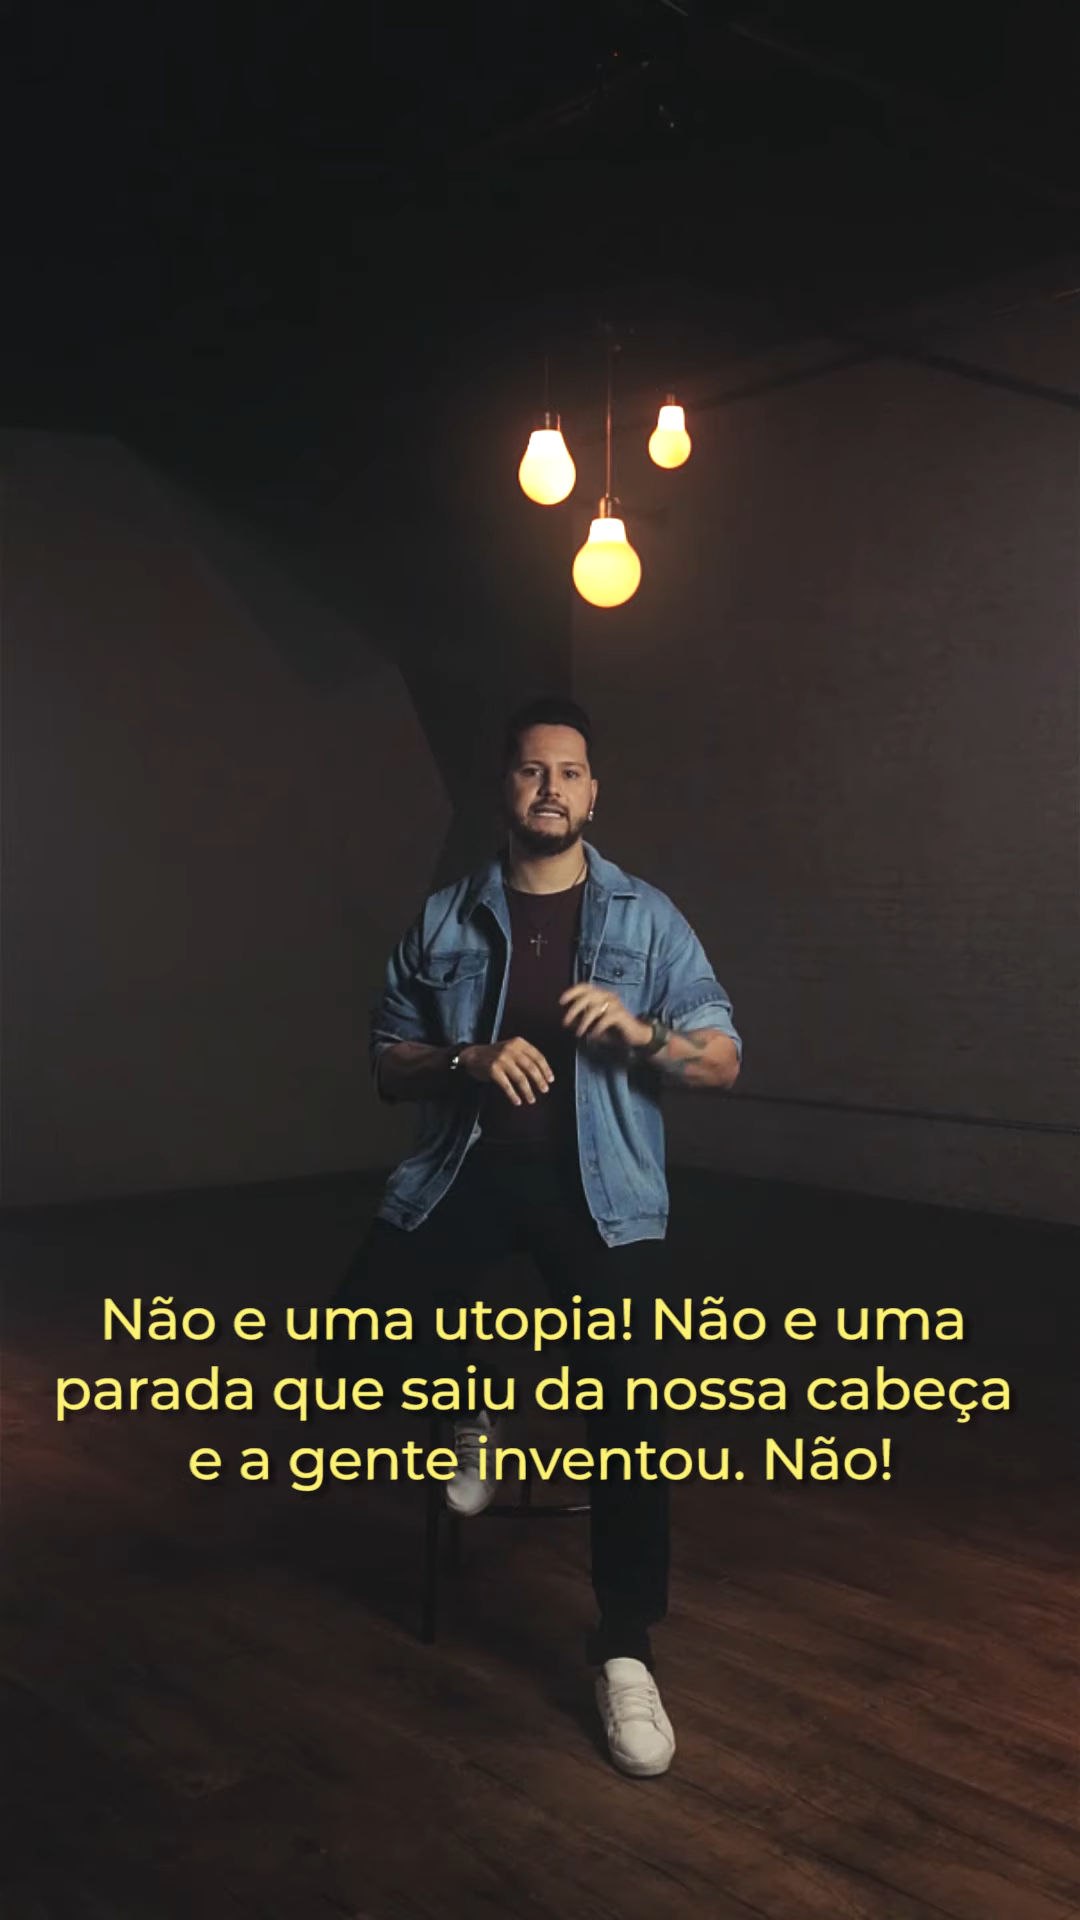 Não e uma utopia! Não e uma
parada que saiu da nossa cabeça
e a gente inventou. Não!